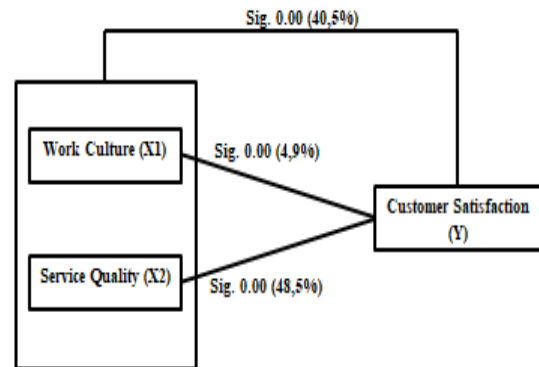 Sig. 0.00 (40,5%)
Work Culture (X1)
Sig. 0.00 (4,9%)
Customer Satisfaction
(Y)
Service Quality (X2)
Sig. 0.00 (48,5%)